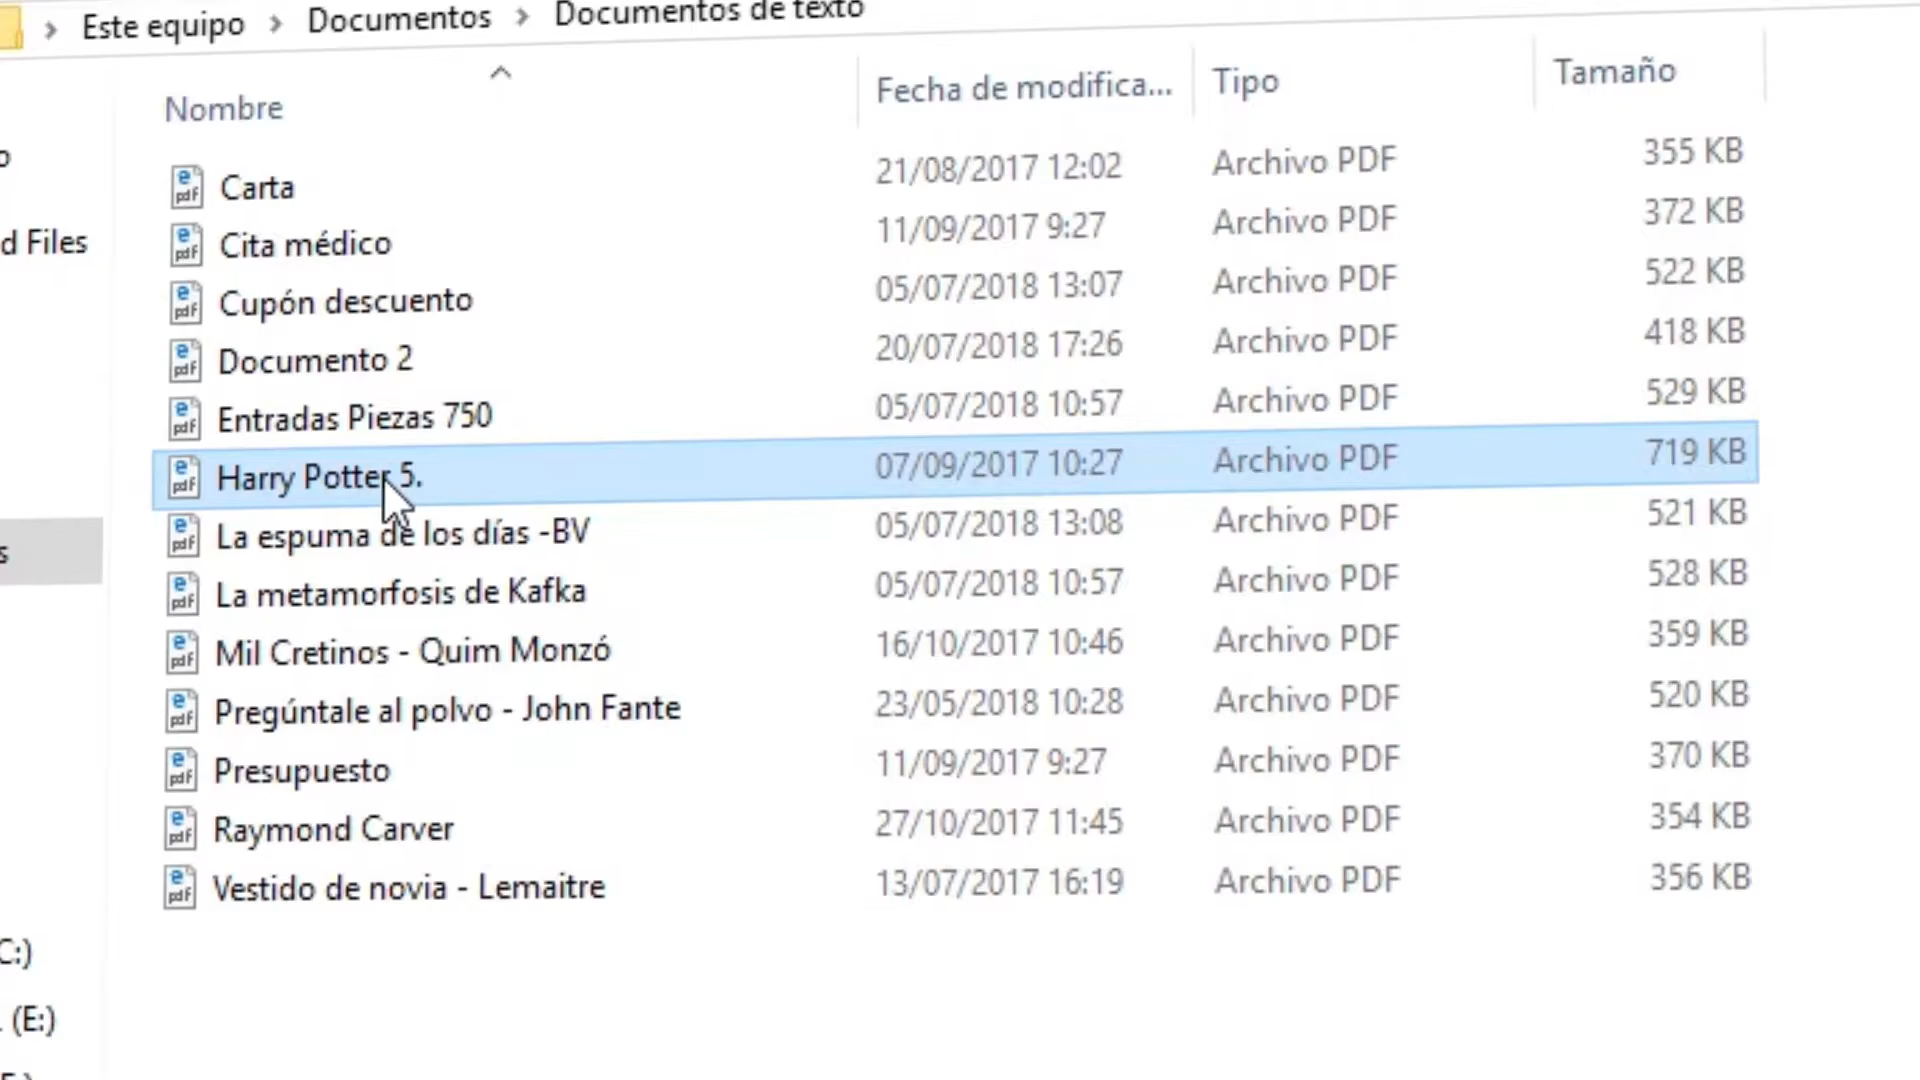 Este equipo > Documentos > Documentos de texto
Nombre Fecha de modifica... Tipo Tamaño
Carta 21/08/2017 12:02 Archivo PDF 355 KB
Cita médico 11/09/2017 9:27 Archivo PDF 372 KB
d Files
Cupón descuento 05/07/2018 13:07 Archivo PDF 522 KB
Documento 2 20/07/2018 17:26 Archivo PDF 418 KB
Entradas Piezas 750 05/07/2018 10:57 Archivo PDF 529 KB
Harry Potter 5. 07/09/2017 10:27 Archivo PDF 719 KB
La espuma de los días -BV 05/07/2018 13:08 Archivo PDF 521 KB
La metamorfosis de Kafka 05/07/2018 10:57 Archivo PDF 528 KB
Mil Cretinos - Quim Monzó 16/10/2017 10:46 Archivo PDF 359 KB
Pregúntale al polvo - John Fante 23/05/2018 10:28 Archivo PDF 520 KB
Presupuesto 11/09/2017 9:27 Archivo PDF 370 KB
Raymond Carver 27/10/2017 11:45 Archivo PDF 354 KB
Vestido de novia - Lemaitre 13/07/2017 16:19 Archivo PDF 356 KB
C:)
(E:)